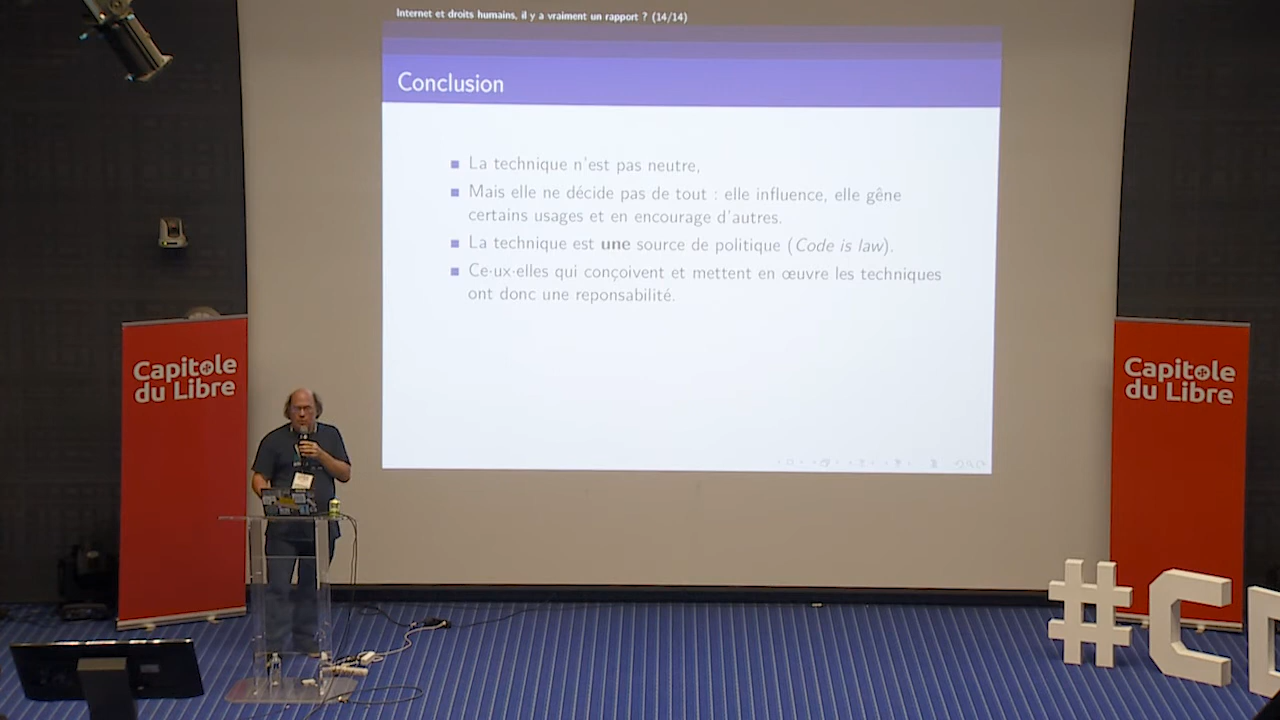 Internet et droits humains, il y a vraiment un rapport ? (14/14)
Conclusion
La technique n'est pas neutre,
Mais elle ne décide pas de tout : elle influence, elle gêne
certains usages et en encourage d'autres.
La technique est une source de politique (Code is law).
Ce·ux·elles qui conçoivent et mettent en œuvre les techniques
ont donc une reponsabilité.
Capitole
du Libre
Capitole
du Libre
#C